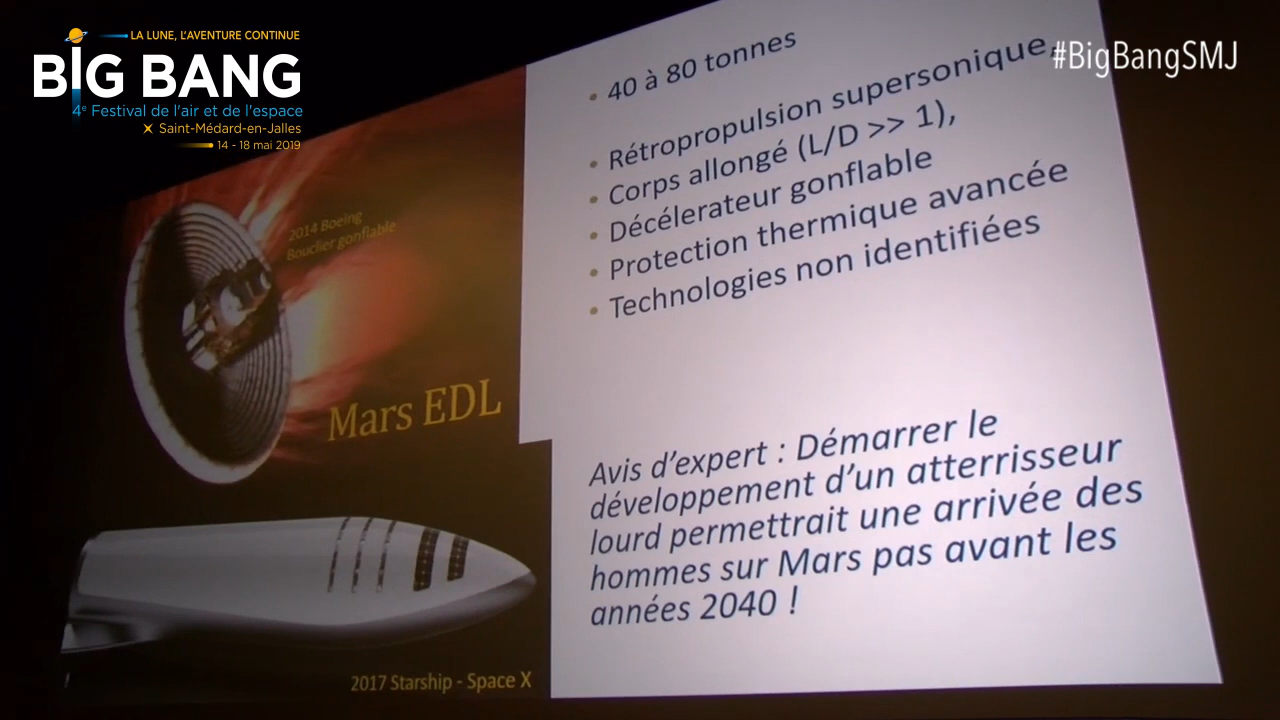 LA LUNE, L'AVENTURE CONTINUE
BIG BANG
4e Festival de l'air et de l'espace
Saint-Médard-en-Jalles
14 - 18 mai 2019
#BigBangSMJ
• 40 à 80 tonnes
• Rétropropulsion supersonique,
• Corps allongé (L/D >> 1),
• Décélerateur gonflable
• Protection thermique avancée
• Technologies non identifiées
2014 Boeing
Bouclier gonflable
Mars EDL
Avis d'expert : Démarrer le
développement d'un atterrisseur
lourd permettrait une arrivée des
hommes sur Mars pas avant les
années 2040 !
2017 Starship - Space X